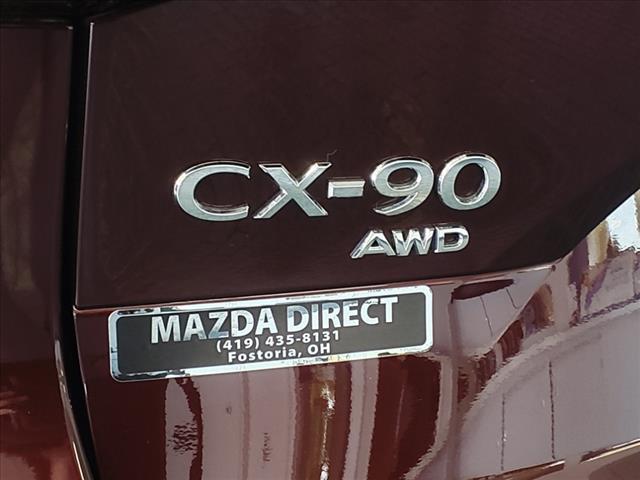 CX-90
AWD
MAZDA DIRECT
(419) 435-8131
Fostoria, OH